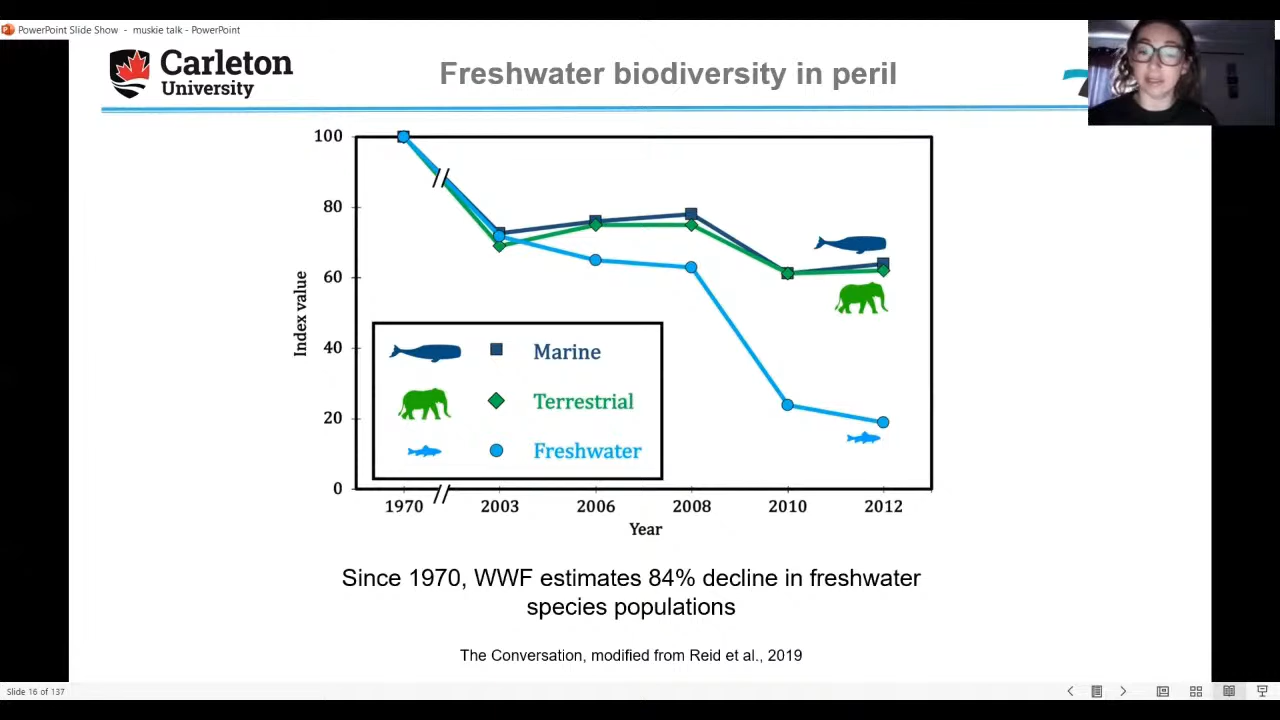 PowerPoint Slide Show - muskie talk - PowerPoint
Carleton
University
Freshwater biodiversity in peril
100
80
60
40
20
0
Index value
Marine
Terrestrial
Freshwater
1970 2003 2006 2008 2010 2012
Year
Since 1970, WWF estimates 84% decline in freshwater
species populations
The Conversation, modified from Reid et al., 2019
Slide 16 of 137